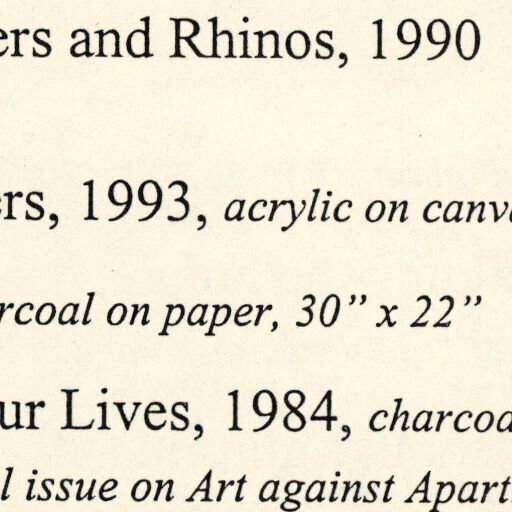 ers and Rhinos, 1990
ers, 1993, acrylic on canv
rcoal on paper, 30” x 22”
ur Lives, 1984, charcoa
l issue on Art against Apart